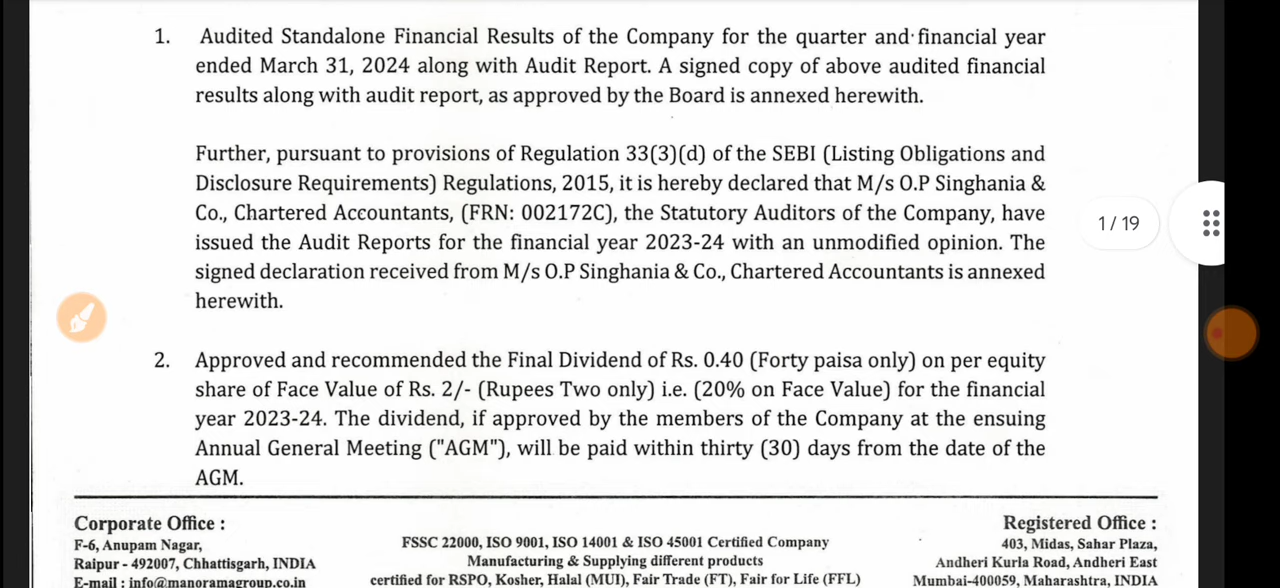 1. Audited Standalone Financial Results of the Company for the quarter and financial year
ended March 31, 2024 along with Audit Report. A signed copy of above audited financial
results along with audit report, as approved by the Board is annexed herewith.
Further, pursuant to provisions of Regulation 33(3)(d) of the SEBI (Listing Obligations and
Disclosure Requirements) Regulations, 2015, it is hereby declared that M/s O.P Singhania &
Co., Chartered Accountants, (FRN: 002172C), the Statutory Auditors of the Company, have
issued the Audit Reports for the financial year 2023-24 with an unmodified opinion. The
signed declaration received from M/s O.P Singhania & Co., Chartered Accountants is annexed
herewith.
1 / 19
2. Approved and recommended the Final Dividend of Rs. 0.40 (Forty paisa only) on per equity
share of Face Value of Rs. 2/- (Rupees Two only) i.e. (20% on Face Value) for the financial
year 2023-24. The dividend, if approved by the members of the Company at the ensuing
Annual General Meeting ("AGM"), will be paid within thirty (30) days from the date of the
AGM.
Corporate Office :
F-6, Anupam Nagar,
Raipur - 492007, Chhattisgarh, INDIA
E-mail : info@manoramagroup.co.in
FSSC 22000, ISO 9001, ISO 14001 & ISO 45001 Certified Company
Manufacturing & Supplying different products
certified for RSPO, Kosher, Halal (MUI), Fair Trade (FT), Fair for Life (FFL)
Registered Office :
403, Midas, Sahar Plaza,
Andheri Kurla Road, Andheri East
Mumbai-400059, Maharashtra, INDIA